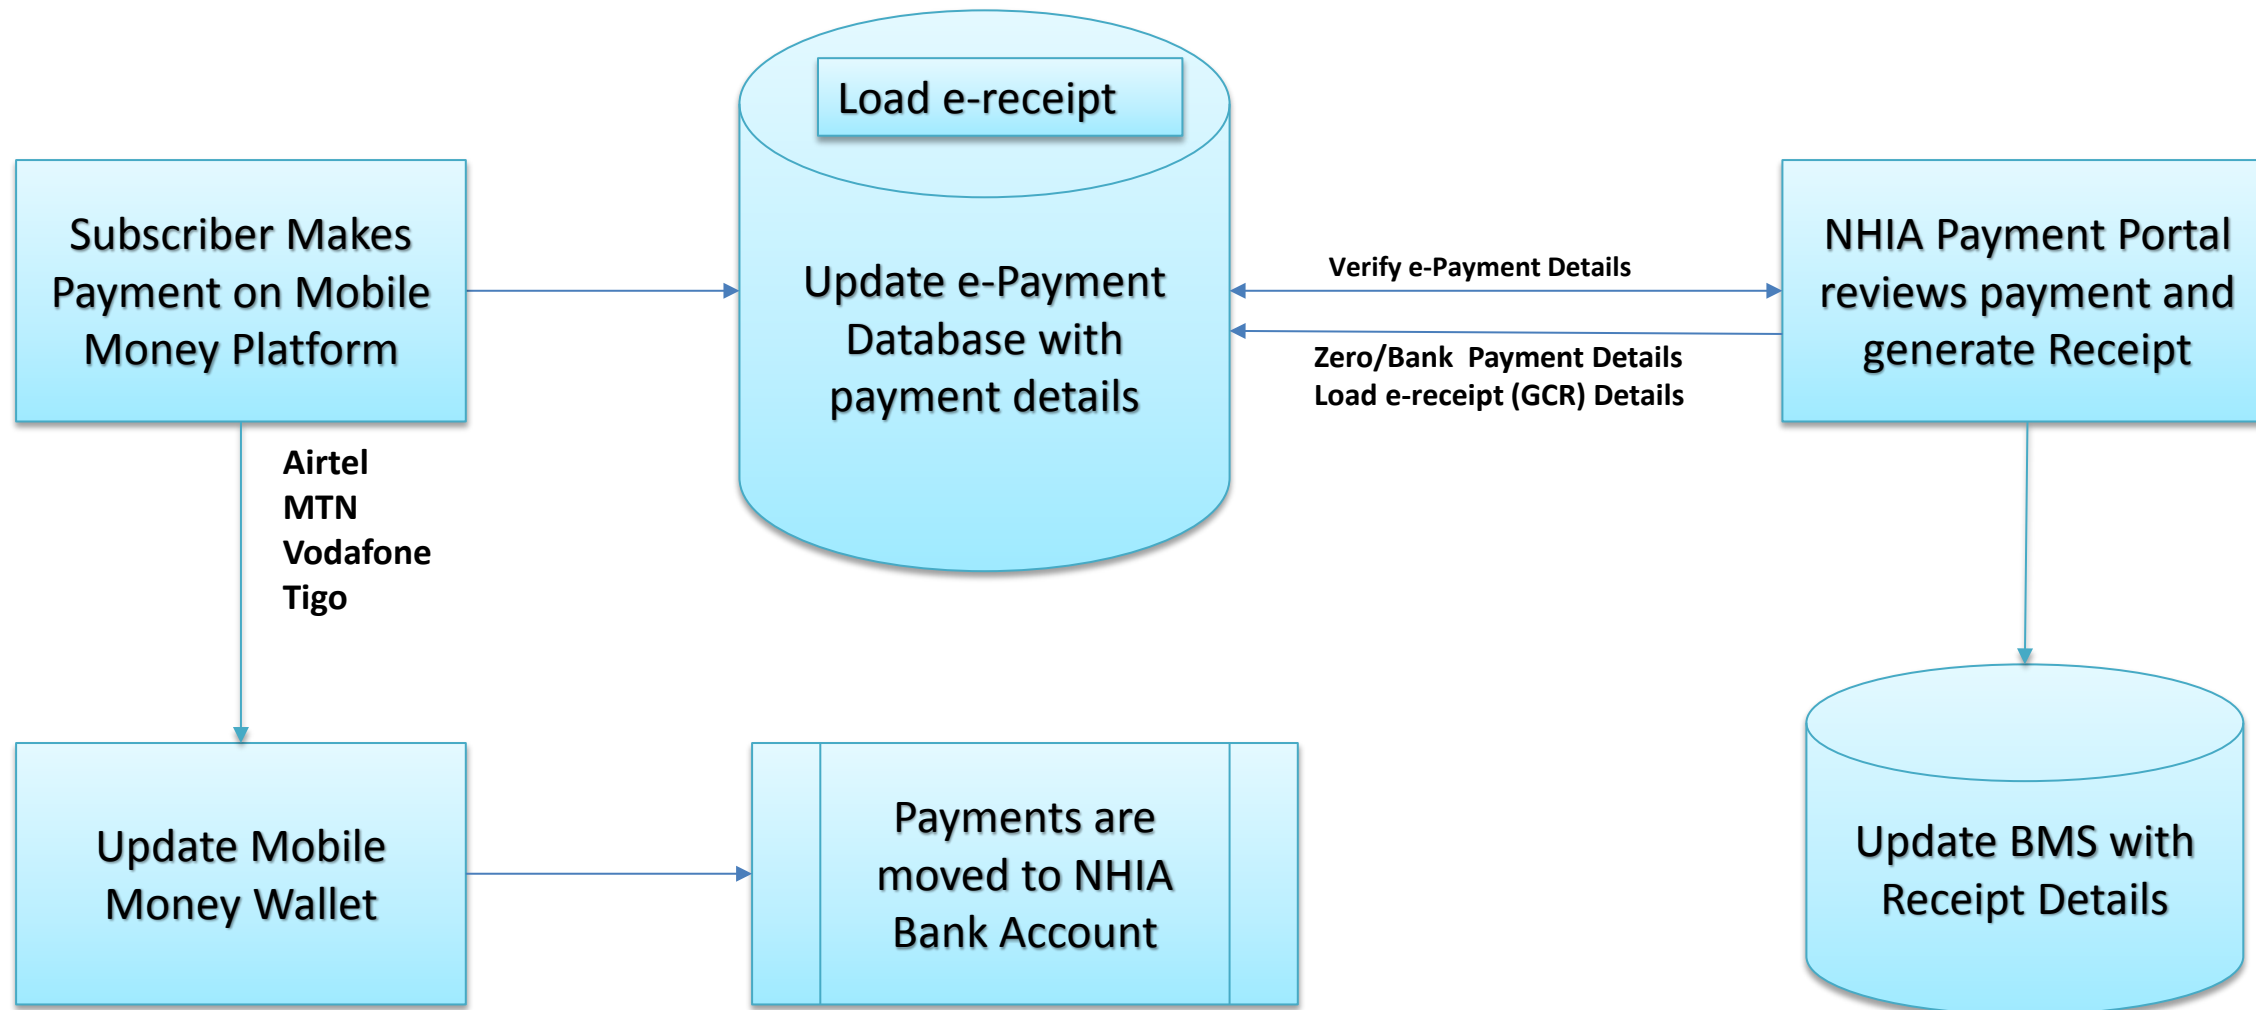 Load e-receipt
Subscriber Makes
Payment on Mobile
Money Platform
Update e-Payment
Database with
payment details
Verify e-Payment Details
Zero/Bank  Payment Details
Load e-receipt (GCR) Details
NHIA Payment Portal
reviews payment and
generate Receipt
Airtel
MTN
Vodafone
Tigo
Update Mobile
Money Wallet
Payments are
moved to NHIA
Bank Account
Update BMS with
Receipt Details